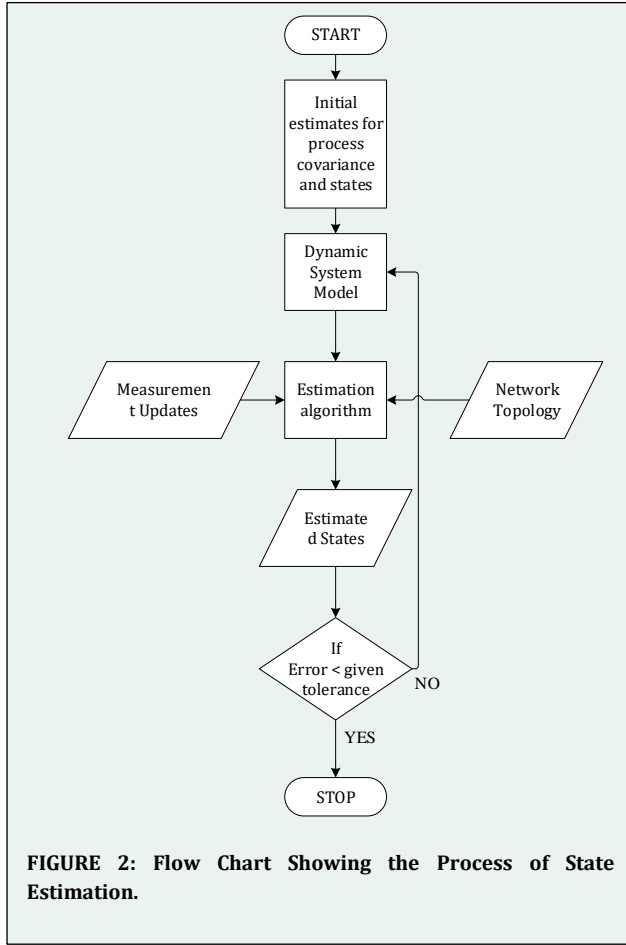 START
Initial
estimates for
process
covariance
and states
Dynamic
System
Model
Measuremen
t Updates
Estimation
algorithm
Network
Topology
Estimate
d States
If
Error < given
tolerance
NO
YES
STOP
FIGURE 2: Flow Chart Showing the Process of State
Estimation.